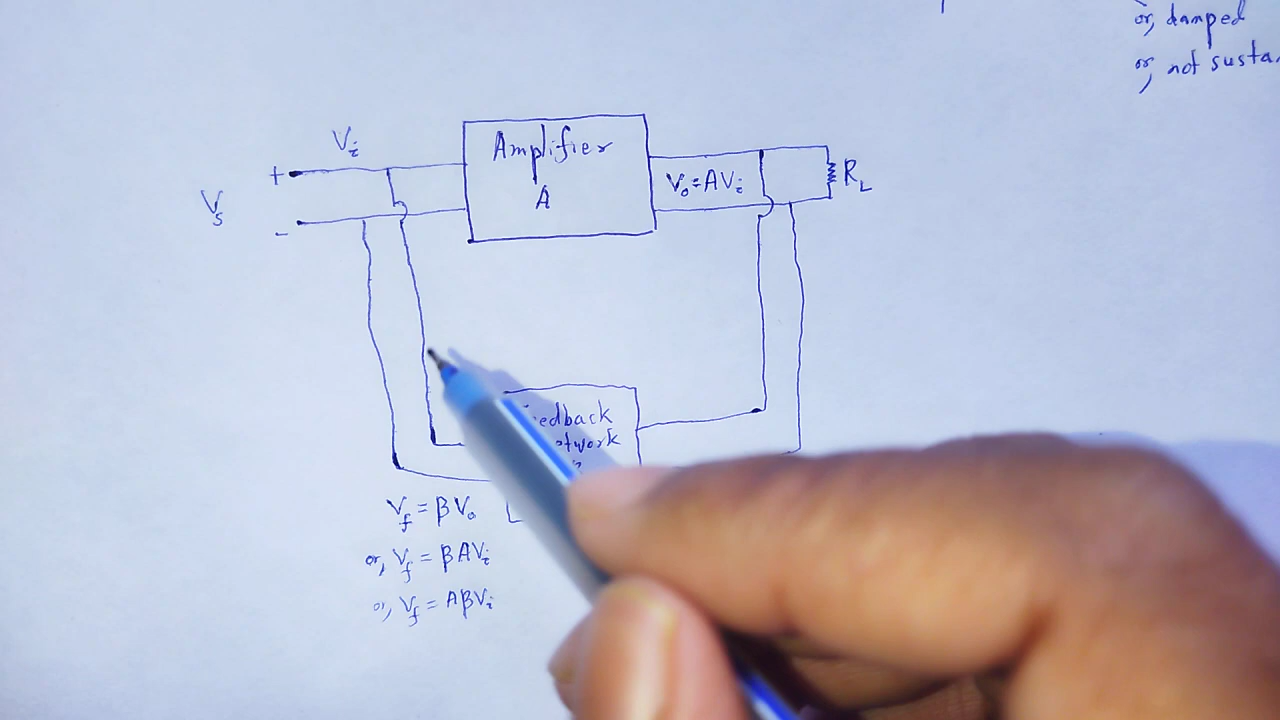 or, damped
or, not susta
Vi
Amplifier
A
+
Vs
-
Vo=AVi
RL
edback
twork
Vf = βVo
or, Vf = βAVi
or, Vf = AβVi